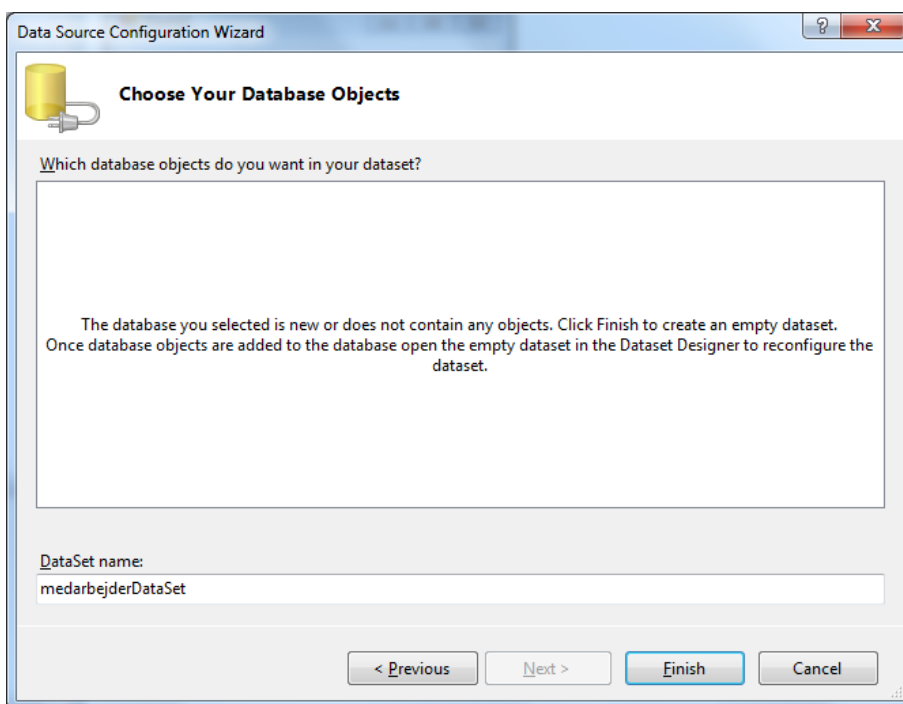 Data Source Configuration Wizard
Choose Your Database Objects
Which database objects do you want in your dataset?
The database you selected is new or does not contain any objects. Click Finish to create an empty dataset.
Once database objects are added to the database open the empty dataset in the Dataset Designer to reconfigure the
dataset.
DataSet name:
medarbejderDataSet
< Previous
Next >
Finish
Cancel